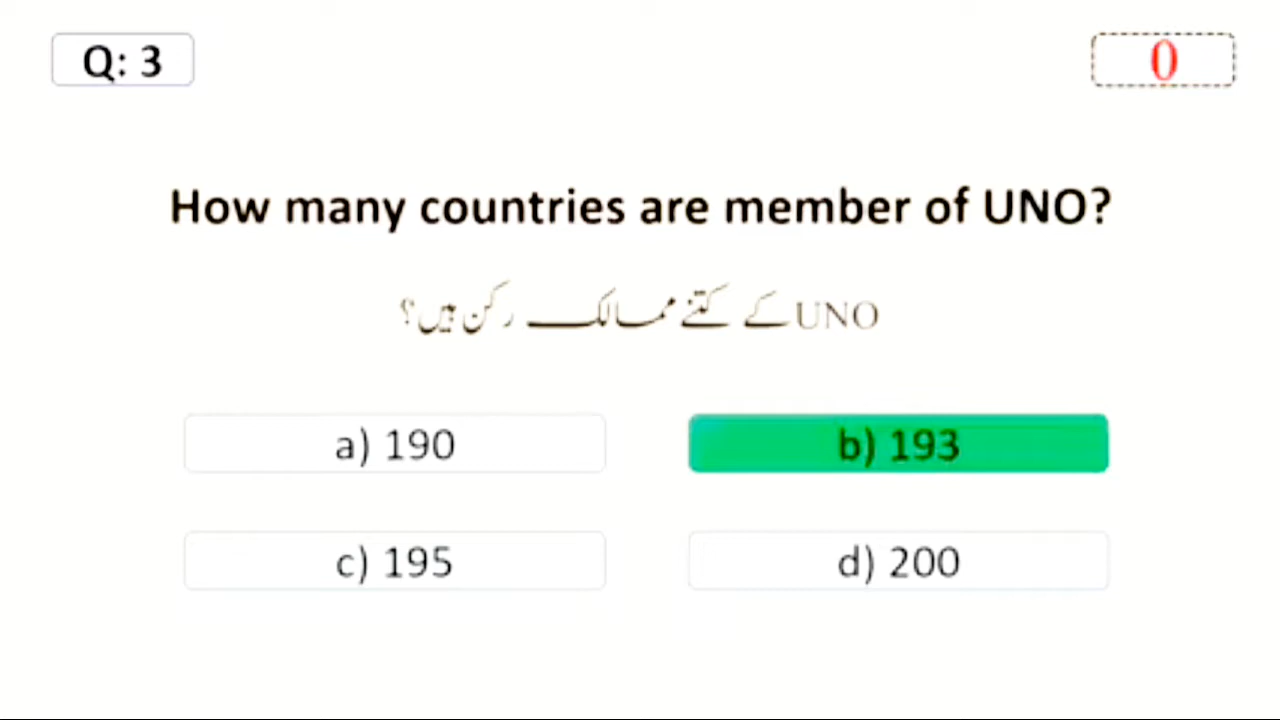 Q: 3
0
How many countries are member of UNO?
UNO کے کتنے ممالک رکن ہیں؟
a) 190
b) 193
c) 195
d) 200